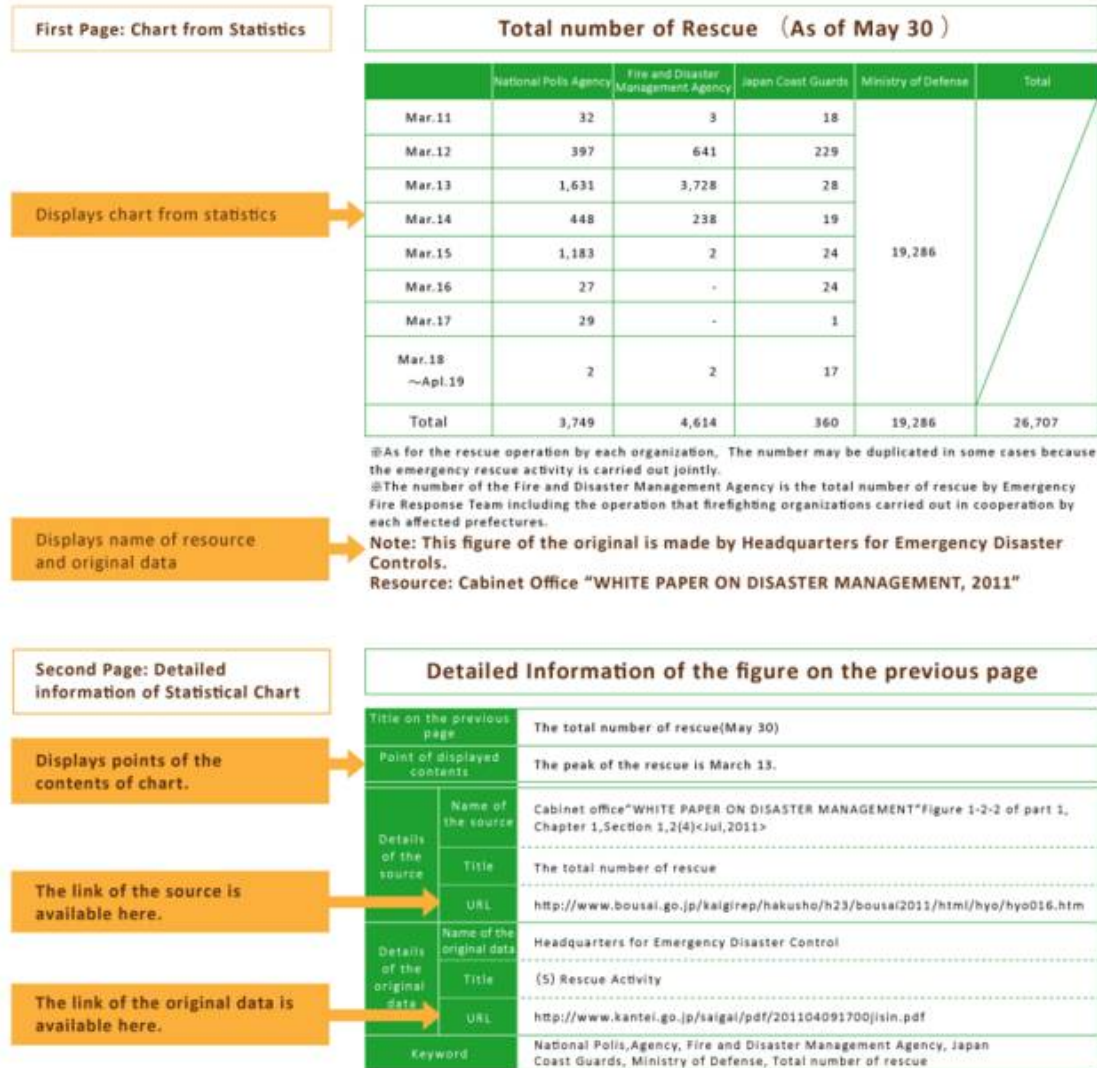 First Page: Chart from Statistics
Total number of Rescue （As of May 30 ）
National Polis Agency
Fire and Disaster
Management Agency
Japan Coast Guards
Ministry of Defense
Total
Mar.11 32 3 18
Mar.12 397 641 229
Mar.13 1,631 3,728 28
Displays chart from statistics
Mar.14 448 238 19
Mar.15 1,183 2 24 19,286
Mar.16 27 - 24
Mar.17 29 - 1
Mar.18
～Apl.19 2 2 17
Total 3,749 4,614 360 19,286 26,707
※As for the rescue operation by each organization, The number may be duplicated in some cases because
the emergency rescue activity is carried out jointly.
※The number of the Fire and Disaster Management Agency is the total number of rescue by Emergency
Fire Response Team including the operation that firefighting organizations carried out in cooperation by
each affected prefectures.
Displays name of resource
and original data
Note: This figure of the original is made by Headquarters for Emergency Disaster
Controls.
Resource: Cabinet Office “WHITE PAPER ON DISASTER MANAGEMENT, 2011”
Second Page: Detailed
information of Statistical Chart
Detailed Information of the figure on the previous page
Title on the previous
page
The total number of rescue(May 30)
Displays points of the
contents of chart.
Point of displayed
contents
The peak of the rescue is March 13.
Details
of the
source
Name of
the source
Cabinet office“WHITE PAPER ON DISASTER MANAGEMENT”Figure 1-2-2 of part 1,
Chapter 1,Section 1,2(4)<Jul,2011>
Title
The total number of rescue
The link of the source is
available here.
URL
http://www.bousai.go.jp/kaigirep/hakusho/h23/bousai2011/html/hyo/hyo016.htm
Details
of the
original
data
Name of the
original data
Headquarters for Emergency Disaster Control
Title
(5) Rescue Activity
The link of the original data is
available here.
URL
http://www.kantei.go.jp/saigai/pdf/201104091700jisin.pdf
Keyword
National Polis,Agency, Fire and Disaster Management Agency, Japan
Coast Guards, Ministry of Defense, Total number of rescue